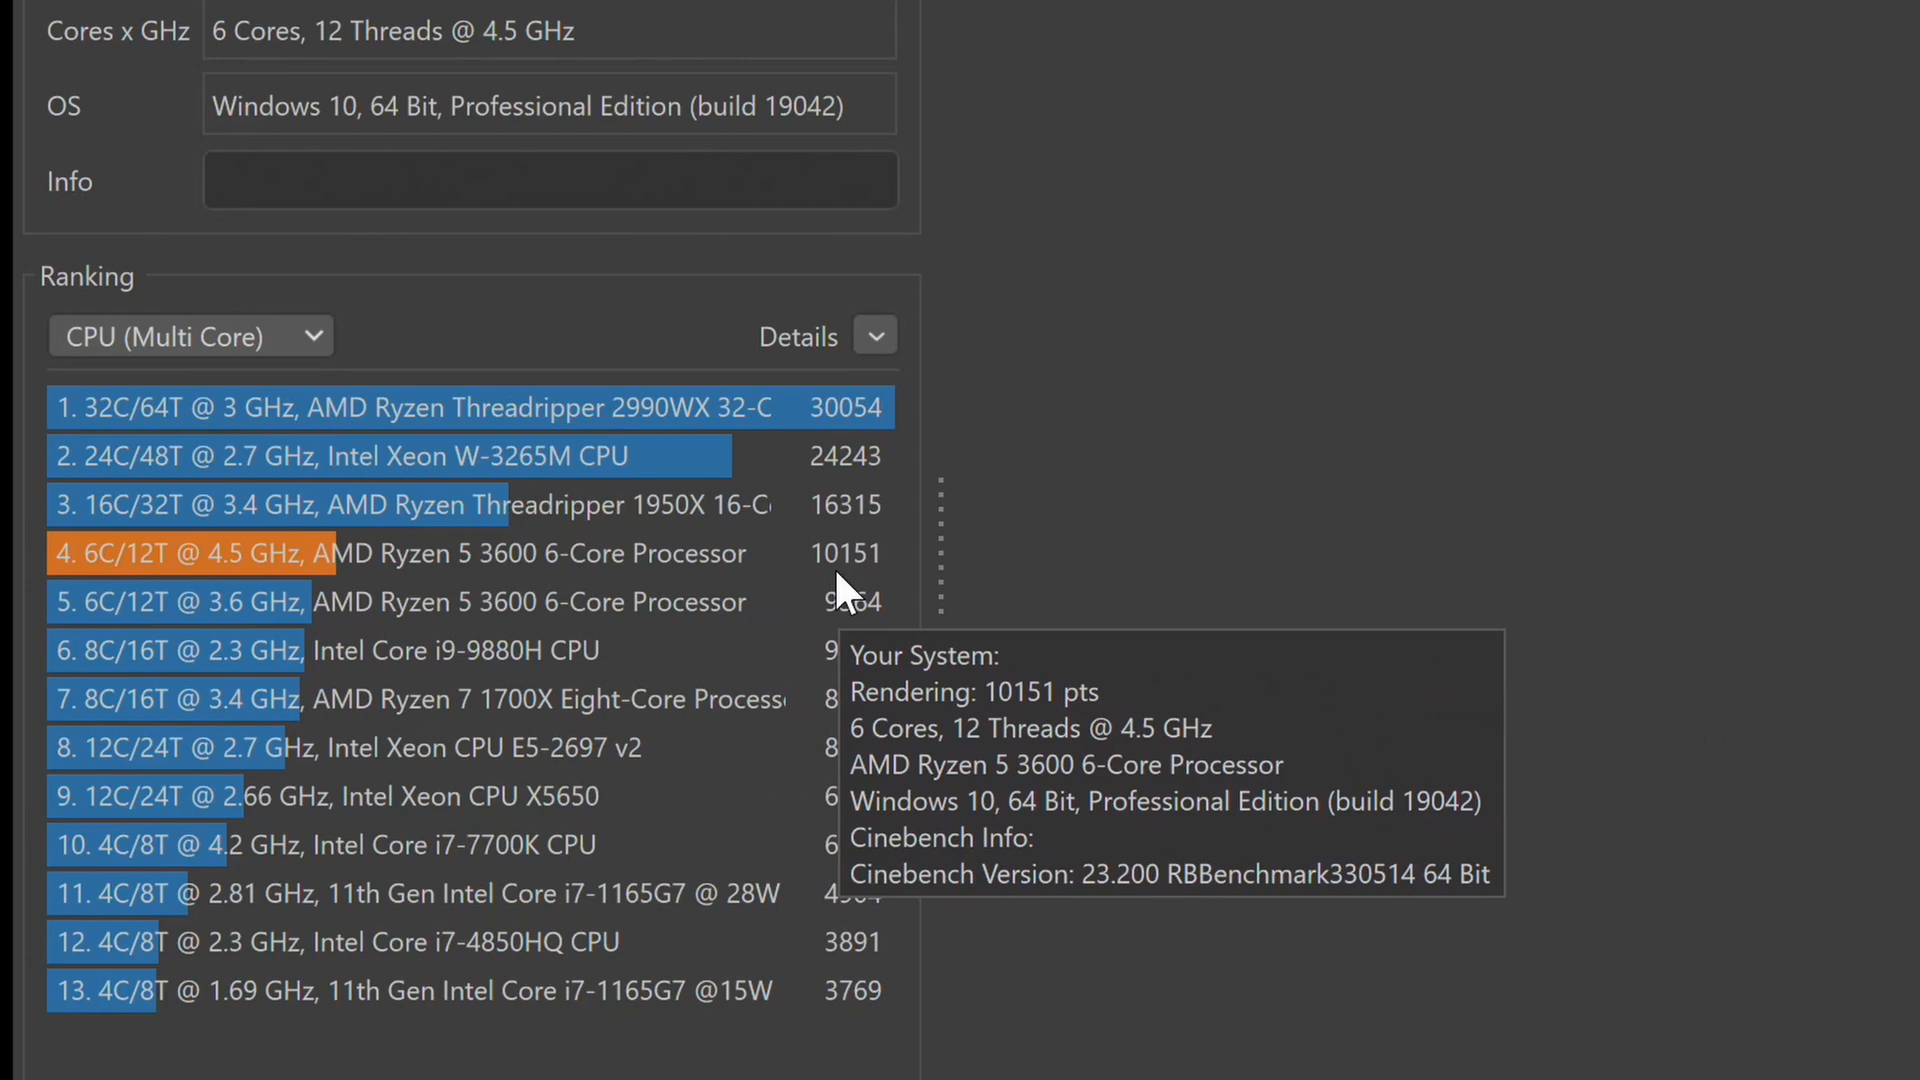 Cores x GHz 6 Cores, 12 Threads @ 4.5 GHz
OS Windows 10, 64 Bit, Professional Edition (build 19042)
Info
Ranking
CPU (Multi Core) Details
1. 32C/64T @ 3 GHz, AMD Ryzen Threadripper 2990WX 32-C 30054
2. 24C/48T @ 2.7 GHz, Intel Xeon W-3265M CPU 24243
3. 16C/32T @ 3.4 GHz, AMD Ryzen Threadripper 1950X 16-C 16315
4. 6C/12T @ 4.5 GHz, AMD Ryzen 5 3600 6-Core Processor 10151
5. 6C/12T @ 3.6 GHz, AMD Ryzen 5 3600 6-Core Processor
6. 8C/16T @ 2.3 GHz, Intel Core i9-9880H CPU 9
7. 8C/16T @ 3.4 GHz, AMD Ryzen 7 1700X Eight-Core Process 8
8. 12C/24T @ 2.7 GHz, Intel Xeon CPU E5-2697 v2 8
9. 12C/24T @ 2.66 GHz, Intel Xeon CPU X5650 6
10. 4C/8T @ 4.2 GHz, Intel Core i7-7700K CPU 6
11. 4C/8T @ 2.81 GHz, 11th Gen Intel Core i7-1165G7 @ 28W
12. 4C/8T @ 2.3 GHz, Intel Core i7-4850HQ CPU 3891
13. 4C/8T @ 1.69 GHz, 11th Gen Intel Core i7-1165G7 @15W 3769
Your System:
Rendering: 10151 pts
6 Cores, 12 Threads @ 4.5 GHz
AMD Ryzen 5 3600 6-Core Processor
Windows 10, 64 Bit, Professional Edition (build 19042)
Cinebench Info:
Cinebench Version: 23.200 RBBenchmark330514 64 Bit